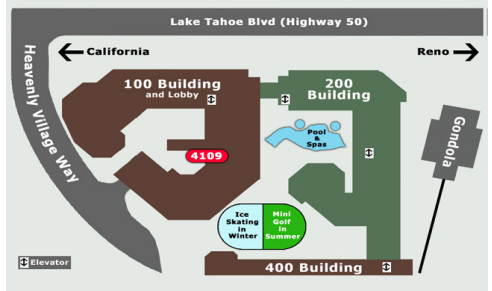 Lake Tahoe Blvd (Highway 50)
California
Reno
Heavenly Village Way
100 Building
and Lobby
200
Building
Pool
&
Spas
Gondola
4109
Ice
Skating
in
Winter
Mini
Golf
in
Summer
400 Building
Elevator